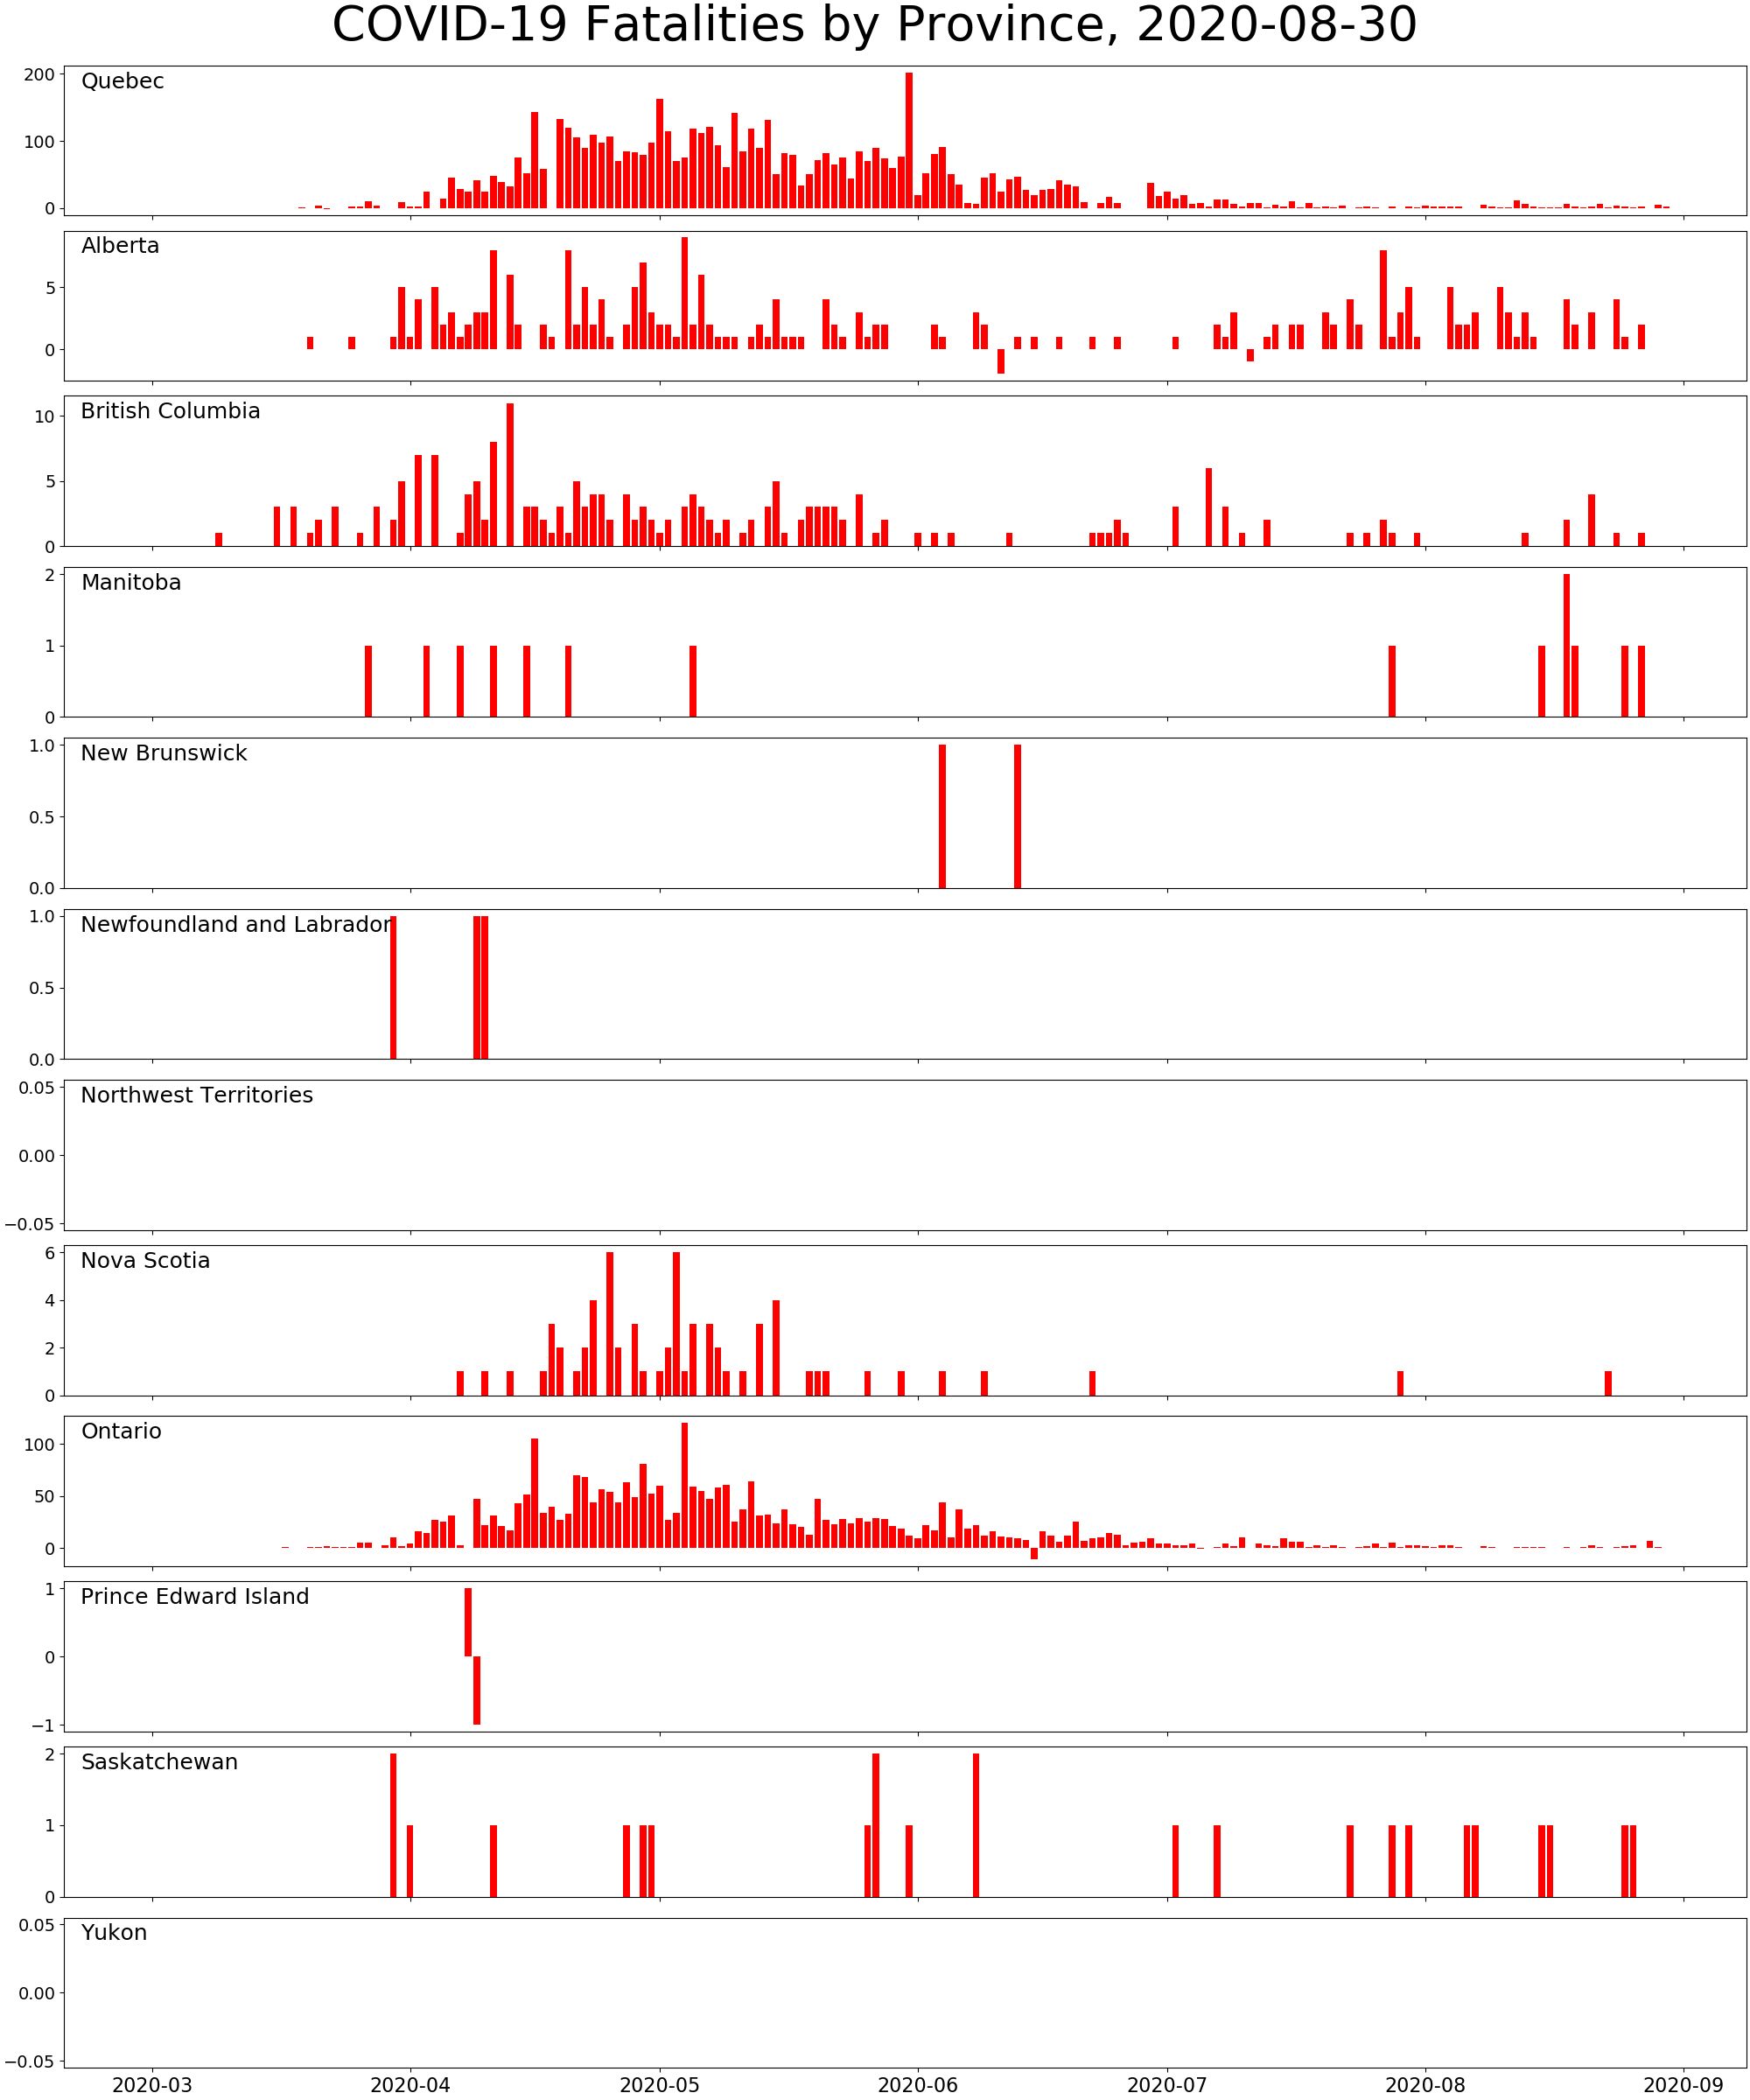 COVID-19 Fatalities by Province, 2020-08-30
Quebec
200
100
0
Alberta
5
0
British Columbia
10
5
0
Manitoba
2
1
0
New Brunswick
1.0
0.5
0.0
Newfoundland and Labrador
1.0
0.5
0.0
Northwest Territories
0.05
0.00
−0.05
Nova Scotia
6
4
2
0
Ontario
100
50
0
Prince Edward Island
1
0
−1
Saskatchewan
2
1
0
Yukon
0.05
0.00
−0.05
2020-03 2020-04 2020-05 2020-06 2020-07 2020-08 2020-09